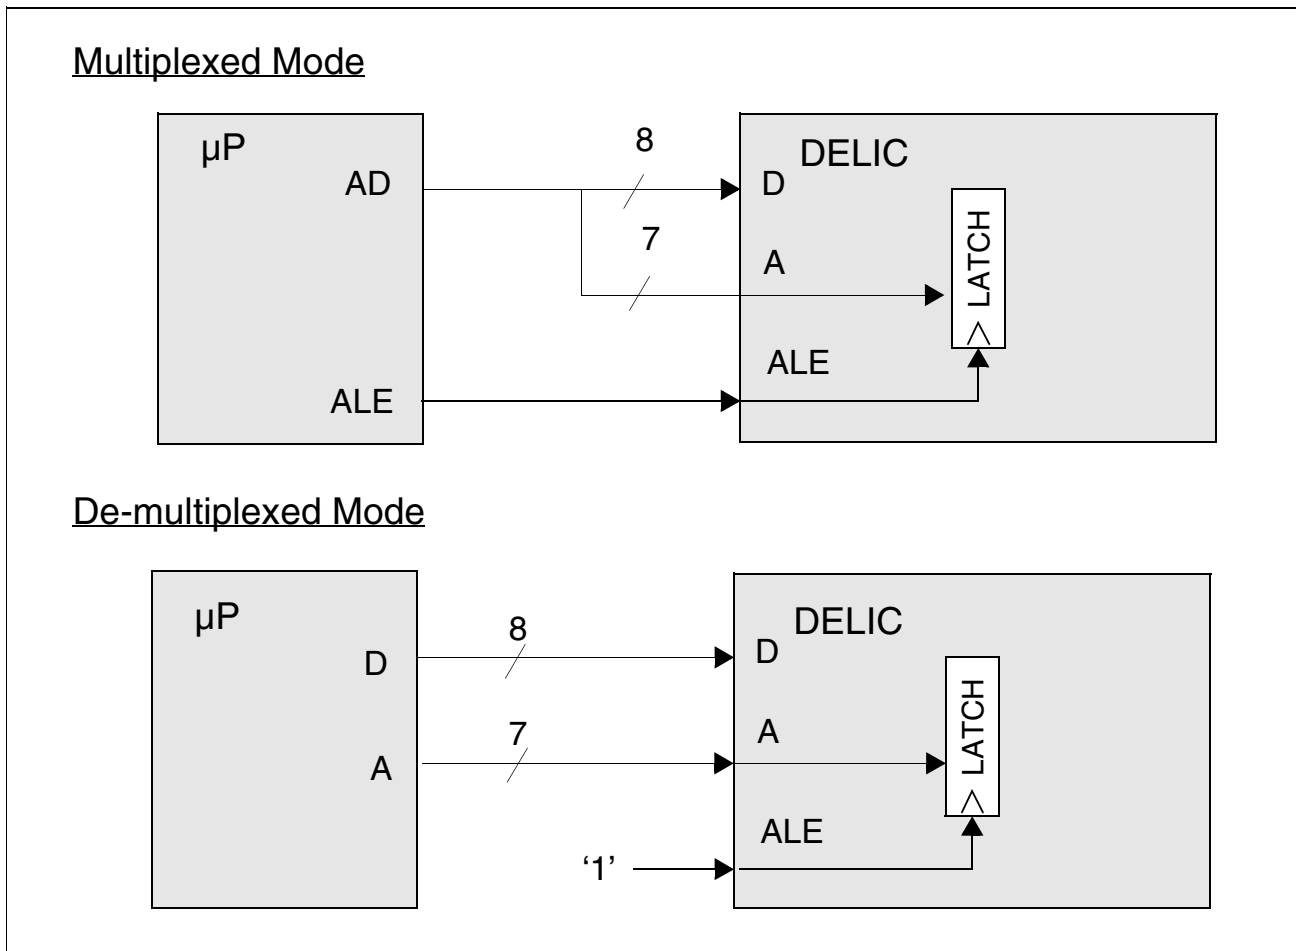 Multiplexed Mode
µP
AD
ALE
8
7
DELIC
D
A
ALE
LATCH
De-multiplexed Mode
µP
D
A
8
7
‘1’
DELIC
D
A
ALE
LATCH